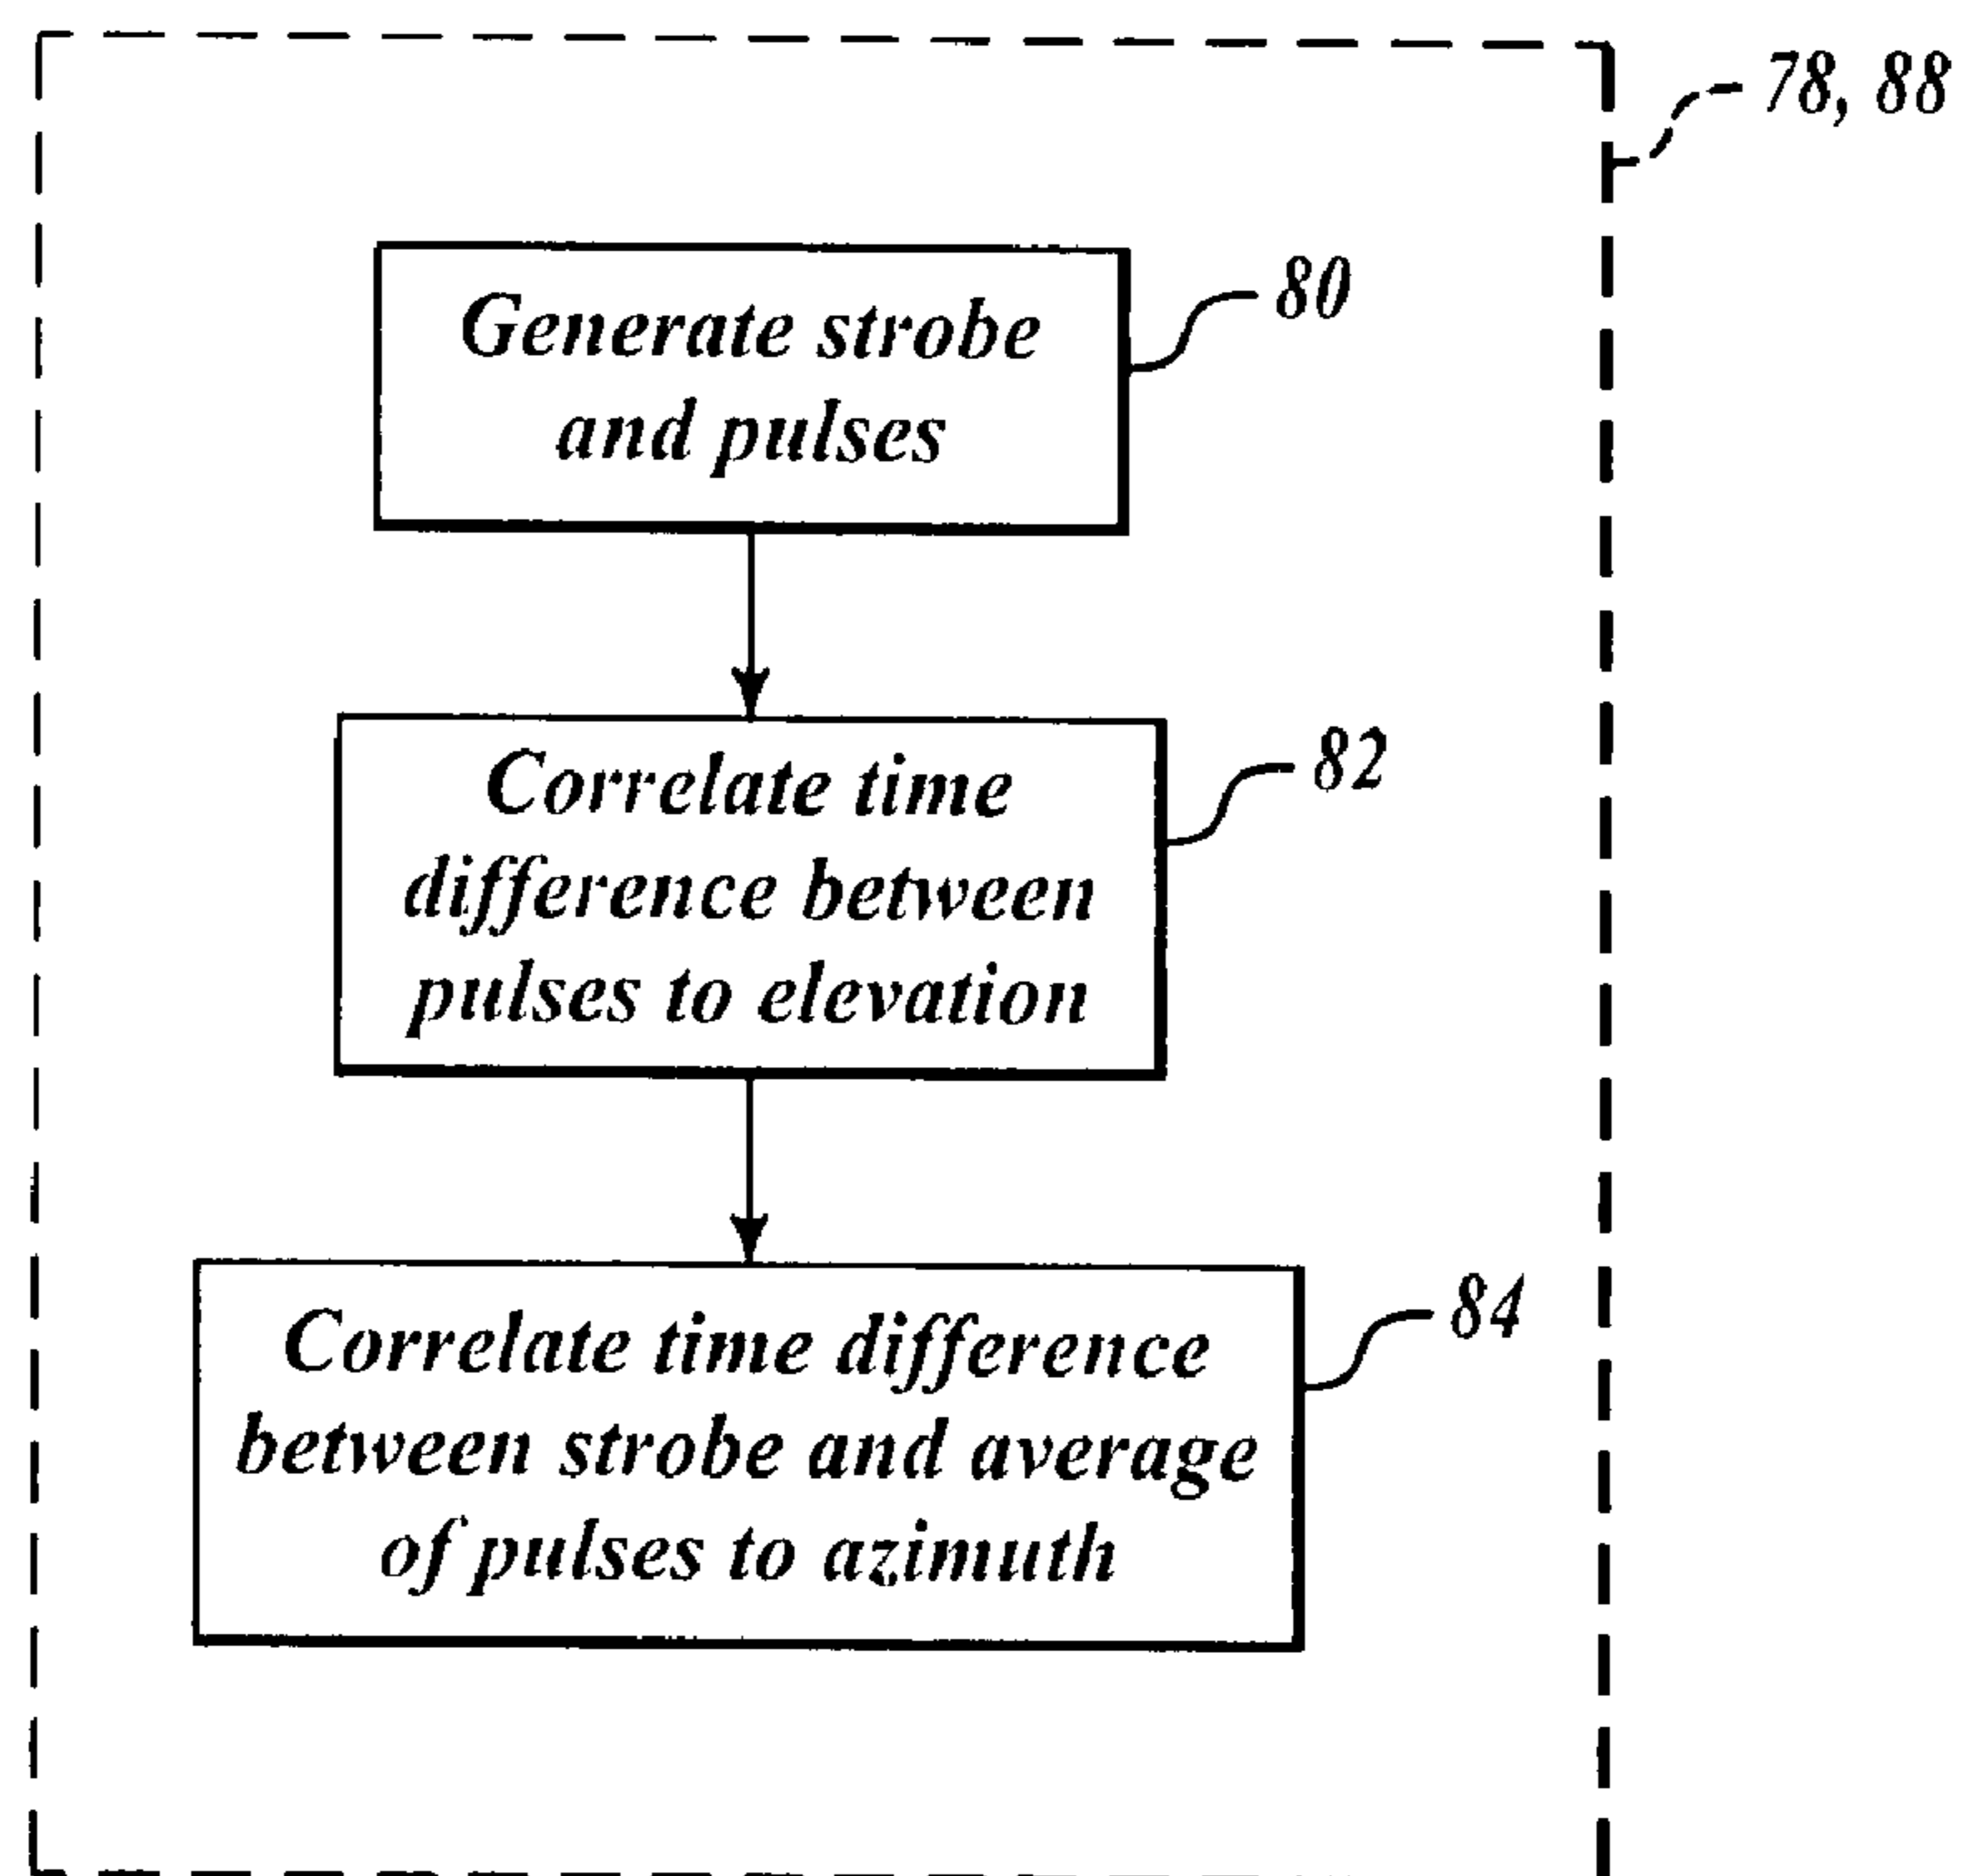 78, 88
Generate strobe
and pulses
80
Correlate time
difference between
pulses to elevation
82
Correlate time difference
between strobe and average
of pulses to azimuth
84